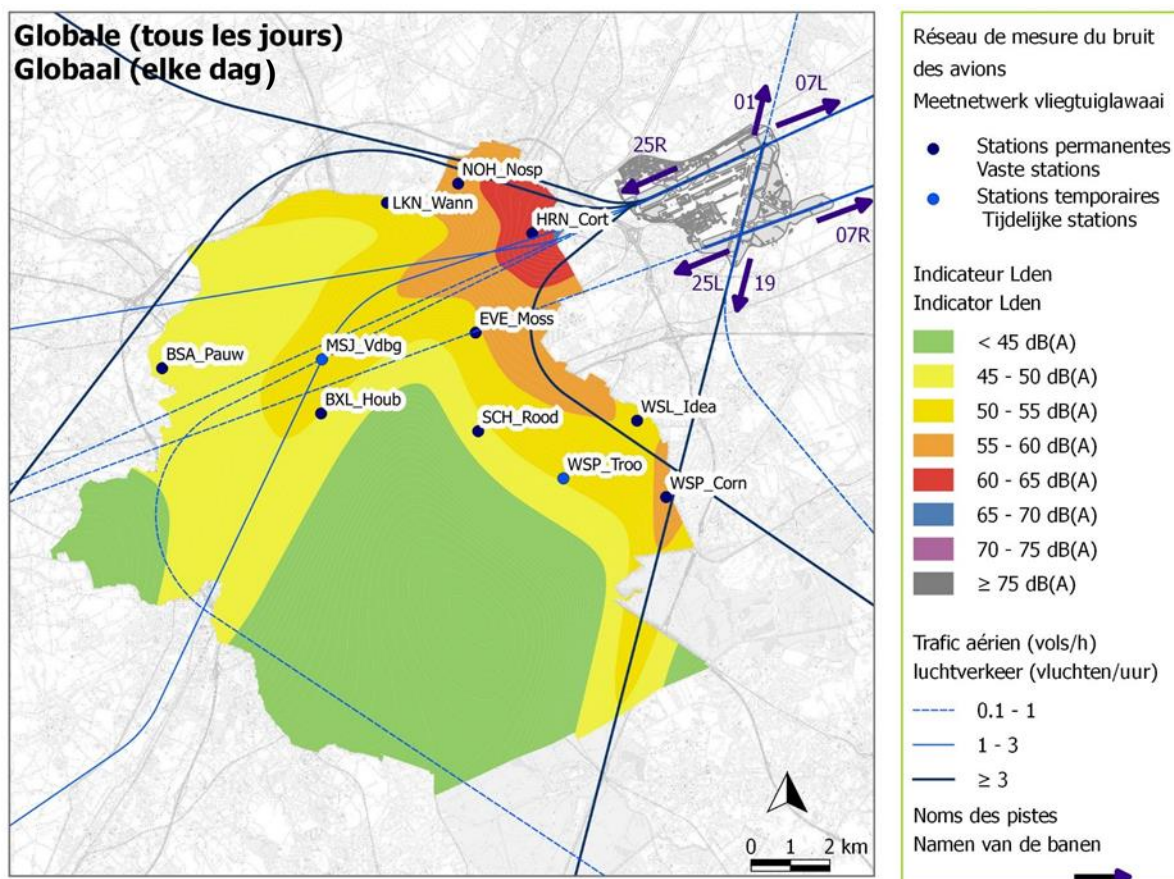 Globale (tous les jours)
Globaal (elke dag)
01
07L
25R
07R
25L
19
NOH_Nosp
LKN_Wann
HRN_Cort
EVE_Moss
MSJ_Vdbg
BSA_Pauw
BXL_Houb
SCH_Rood
WSL_Idea
WSP_Troo
WSP_Corn
0 1 2 km
Réseau de mesure du bruit
des avions
Meetnetwerk vliegtuiglawaai
Stations permanentes
Vaste stations
Stations temporaires
Tijdelijke stations
Indicateur Lden
Indicator Lden
< 45 dB(A)
45 - 50 dB(A)
50 - 55 dB(A)
55 - 60 dB(A)
60 - 65 dB(A)
65 - 70 dB(A)
70 - 75 dB(A)
≥ 75 dB(A)
Trafic aérien (vols/h)
luchtverkeer (vluchten/uur)
0.1 - 1
1 - 3
≥ 3
Noms des pistes
Namen van de banen